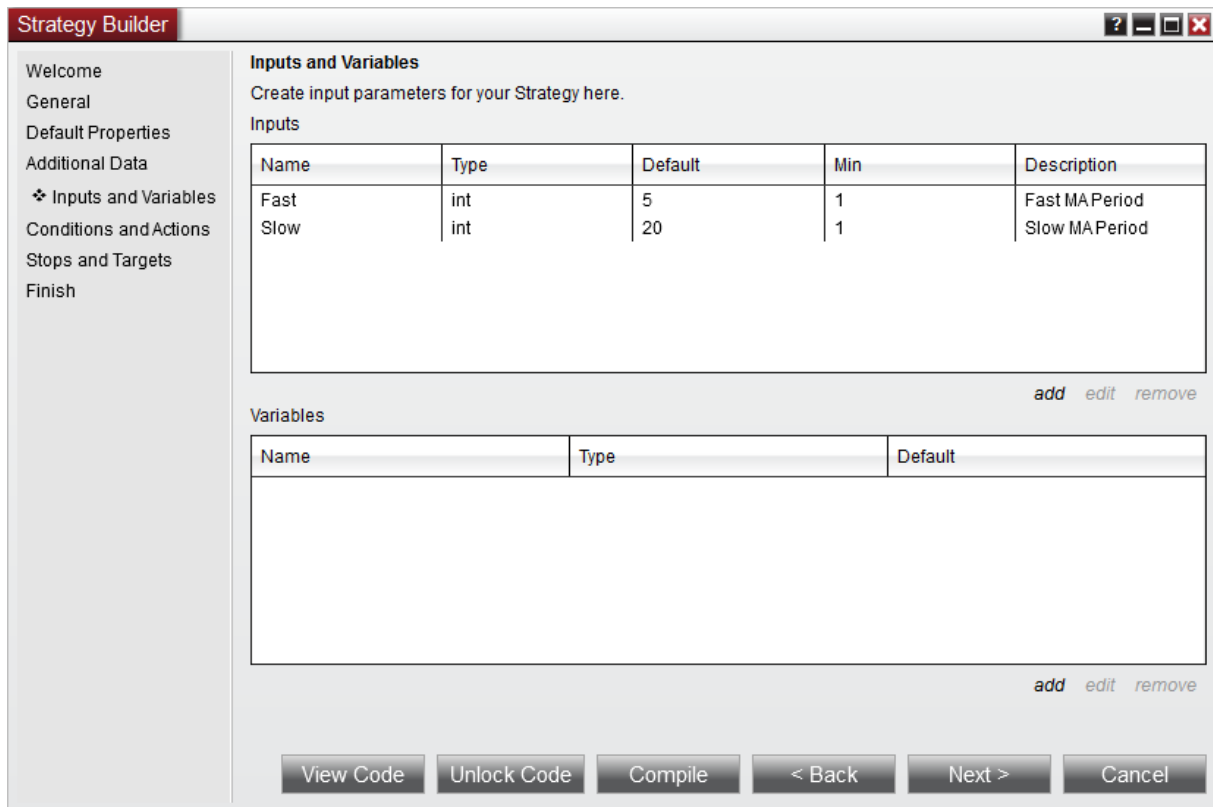 Strategy Builder
?
Welcome
General
Default Properties
Additional Data
Inputs and Variables
Conditions and Actions
Stops and Targets
Finish
Inputs and Variables
Create input parameters for your Strategy here.
Inputs
Name Type Default Min Description
Fast int 5 1 Fast MA Period
Slow int 20 1 Slow MA Period
add edit remove
Variables
Name Type Default
add edit remove
View Code Unlock Code Compile < Back Next > Cancel